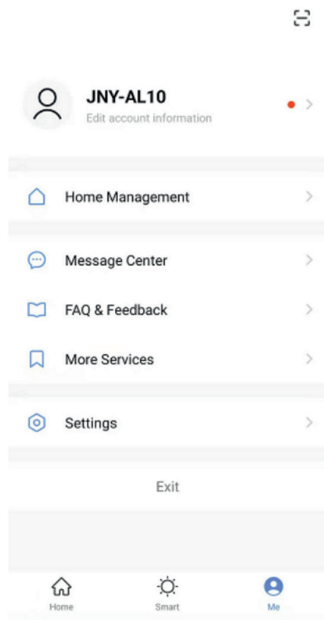 JNY-AL10
Edit account information
Home Management
Message Center
FAQ & Feedback
More Services
Settings
Exit
Home
Smart
Me